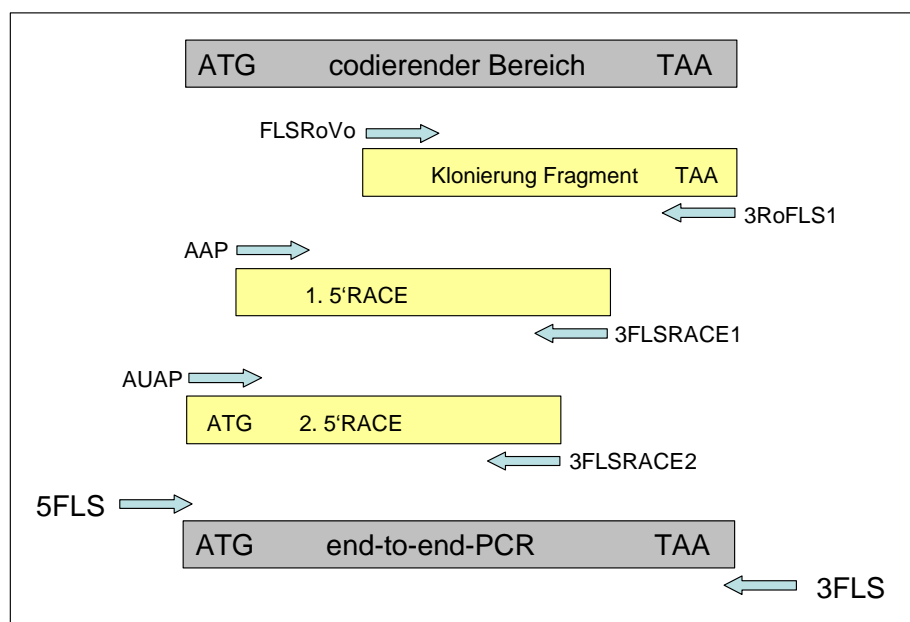 ATG codierender Bereich TAA
FLSRoVo
Klonierung Fragment TAA
3RoFLS1
AAP
1. 5‘RACE
3FLSRACE1
AUAP
ATG 2. 5‘RACE
3FLSRACE2
5FLS
ATG end-to-end-PCR TAA
3FLS